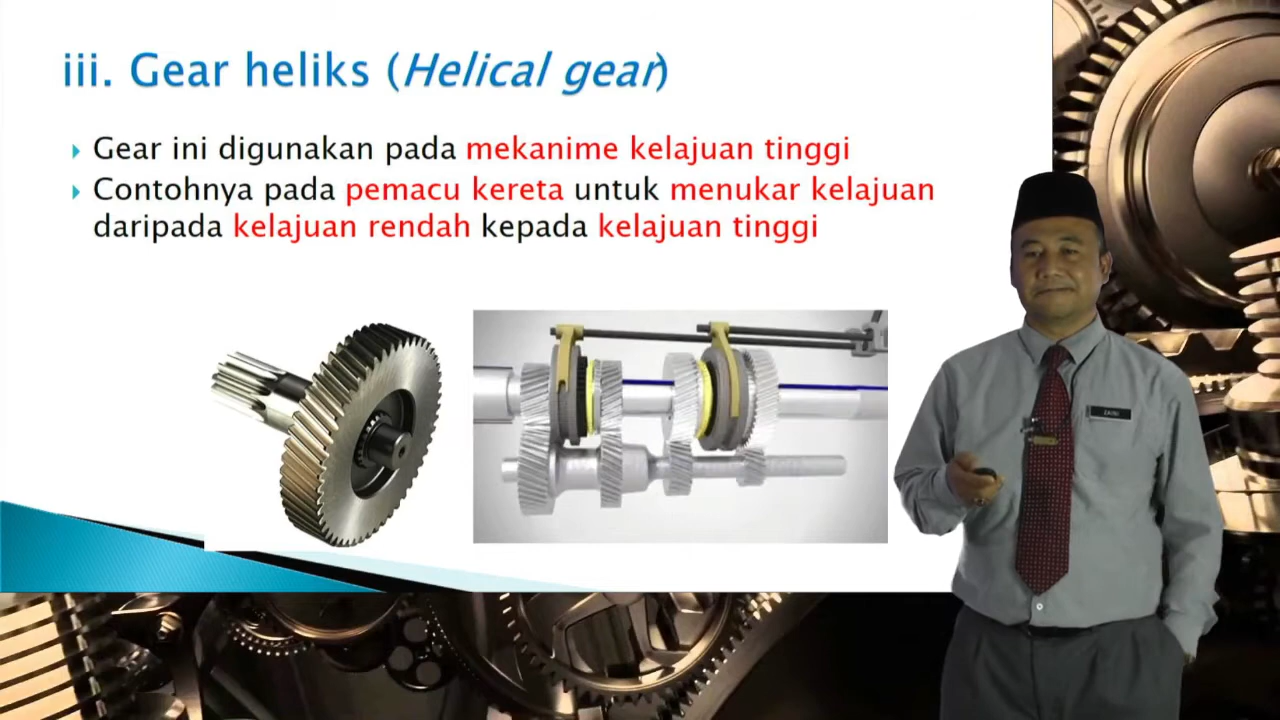 iii. Gear heliks (Helical gear)
Gear ini digunakan pada mekanime kelajuan tinggi
Contohnya pada pemacu kereta untuk menukar kelajuan
daripada kelajuan rendah kepada kelajuan tinggi
ZAINI